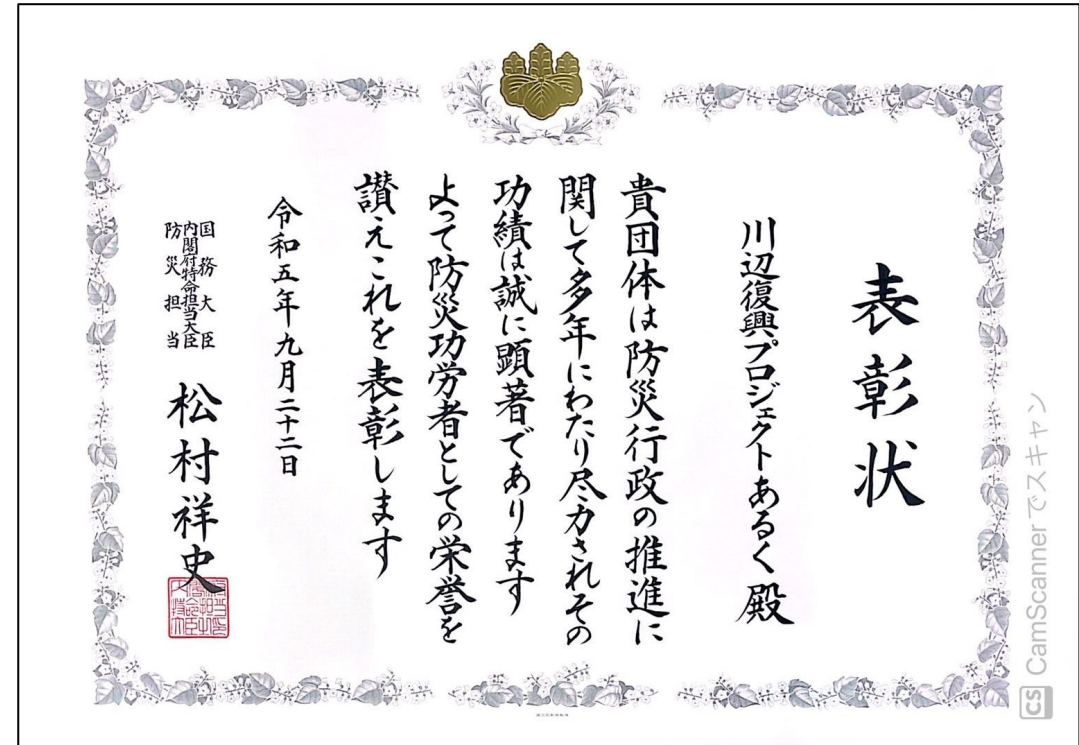 表彰状
川辺復興プロジェクトあるく 殿
貴団体は防災行政の推進に
関して多年にわたり尽力されその
功績は誠に顕著であります
よって防災功労者としての栄誉を
讃えこれを表彰します
令和五年九月二十二日
国務大臣
内閣府特命担当大臣
防災担当
松村祥史
CS CamScanner でスキャン